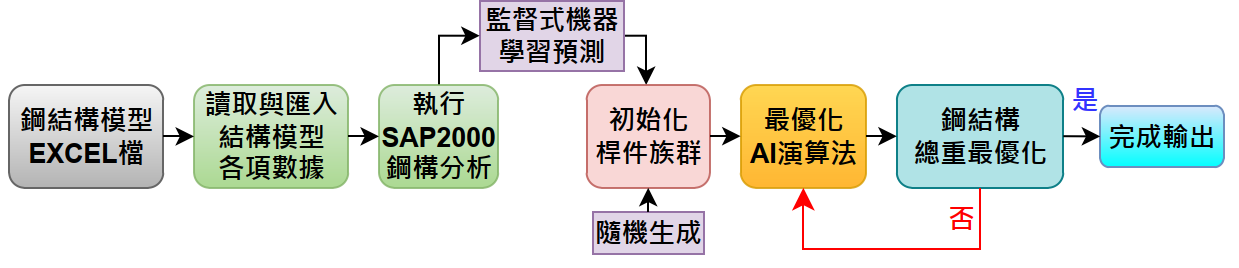 鋼結構模型
EXCEL檔
讀取與匯入
結構模型
各項數據
執行
SAP2000
鋼構分析
監督式機器
學習預測
初始化
桿件族群
隨機生成
最優化
AI演算法
鋼結構
總重最優化
是
否
完成輸出